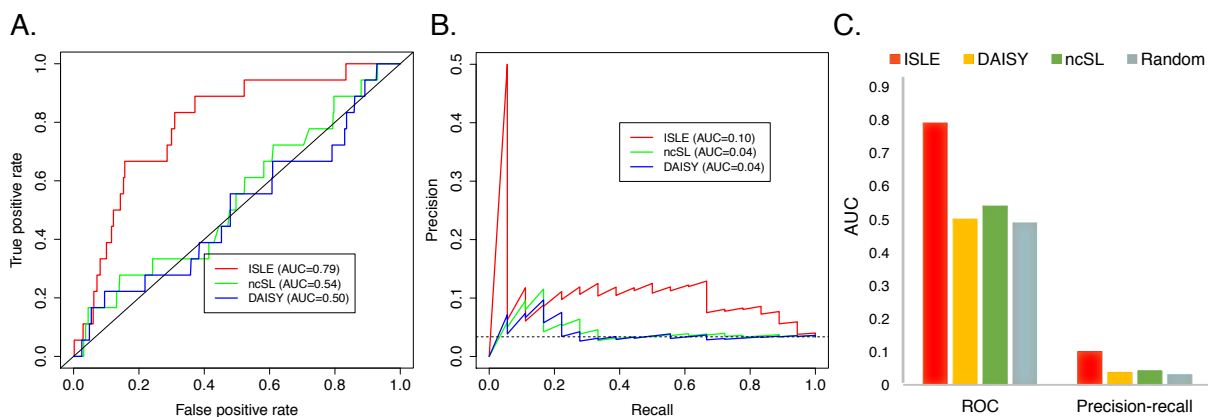 A.
1.0
0.8
0.6
0.4
0.2
0.0
True positive rate
ISLE (AUC=0.79)
ncSL (AUC=0.54)
DAISY (AUC=0.50)
0.0 0.2 0.4 0.6 0.8 1.0
False positive rate
B.
0.5
0.4
0.3
0.2
0.1
0.0
Precision
ISLE (AUC=0.10)
ncSL (AUC=0.04)
DAISY (AUC=0.04)
0.0 0.2 0.4 0.6 0.8 1.0
Recall
C.
ISLE DAISY ncSL Random
0.9
0.8
0.7
0.6
0.5
0.4
0.3
0.2
0.1
0
AUC
ROC Precision-recall